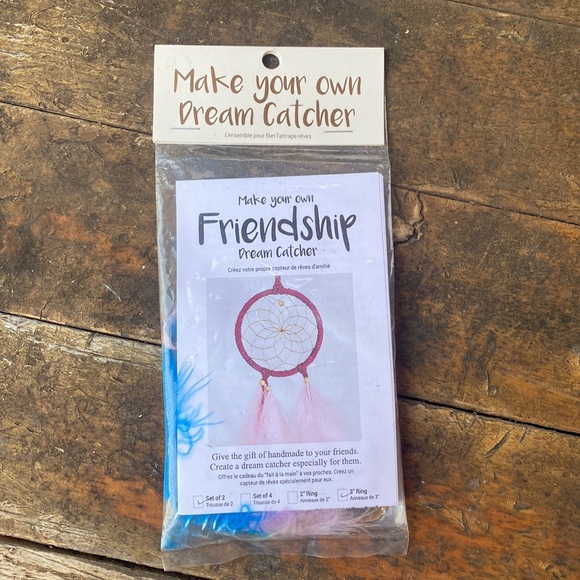 Make your own
Dream Catcher
L'ensemble pour filet l'attrape-rêves
Make your own
Friendship
Dream Catcher
Créez votre propre capteur de rêves d'amitié
Give the gift of handmade to your friends.
Create a dream catcher especially for them.
Offrez le cadeau du "fait à la main" à vos proches. Créez un
capteur de rêves spécialement pour eux.
Set of 2 Set of 4 2" Ring 3" Ring
Trousse de 2 Trousse de 4 Anneaux de 2" Anneaux de 3"